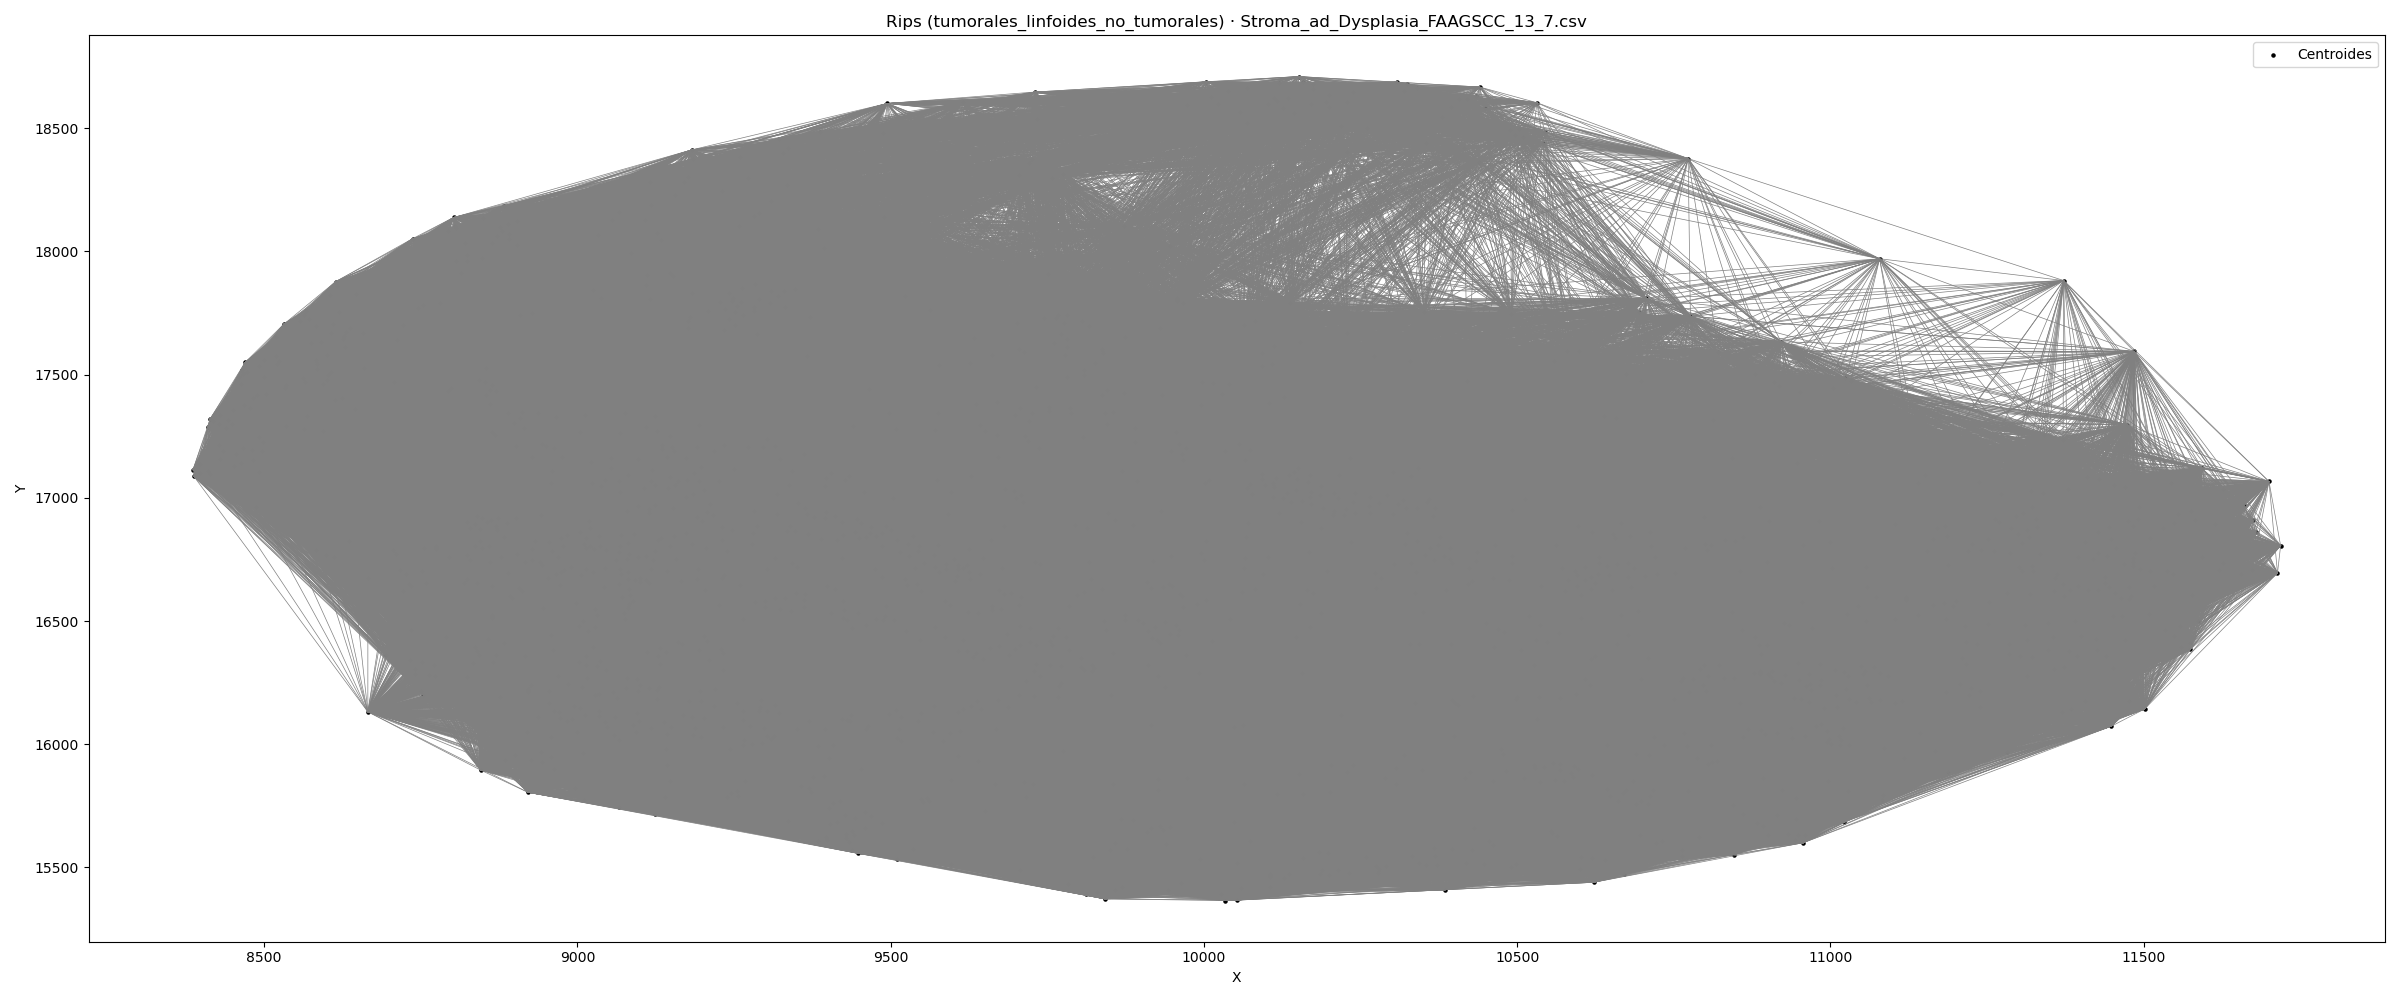 Rips (tumorales_linfoides_no_tumorales) · Stroma_ad_Dysplasia_FAAGSCC_13_7.csv
Centroides
18500
18000
17500
17000
16500
16000
15500
Y
8500 9000 9500 10000 10500 11000 11500
X